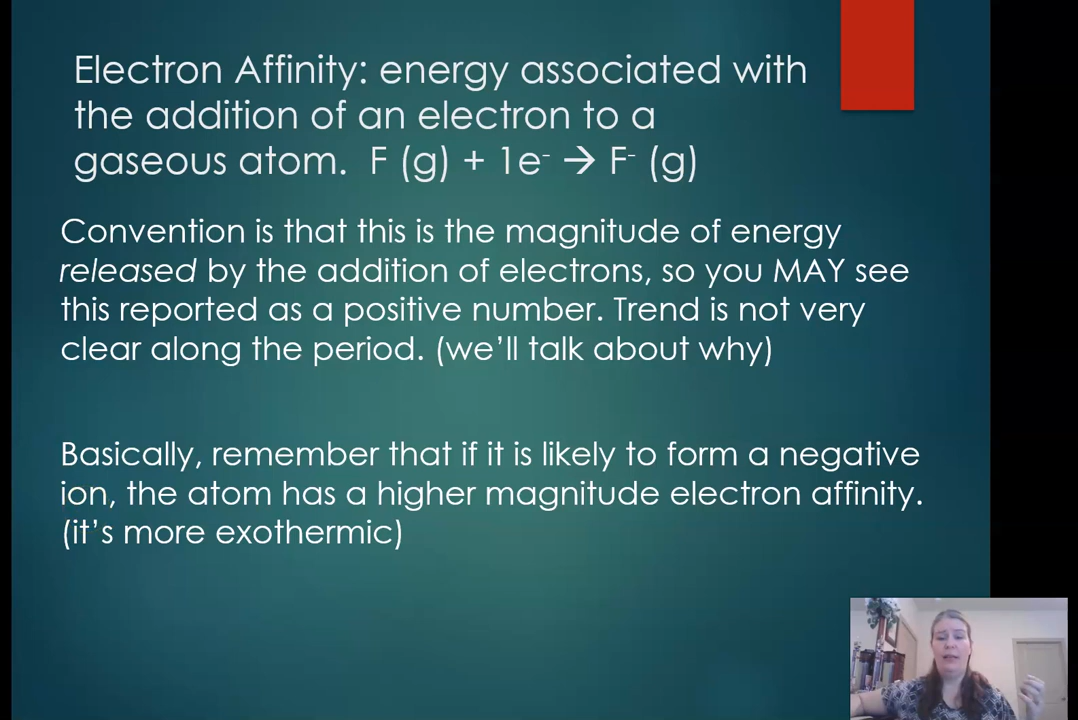 Electron Affinity: energy associated with
the addition of an electron to a
gaseous atom. F (g) + 1e⁻ → F⁻ (g)
Convention is that this is the magnitude of energy
released by the addition of electrons, so you MAY see
this reported as a positive number. Trend is not very
clear along the period. (we'll talk about why)
Basically, remember that if it is likely to form a negative
ion, the atom has a higher magnitude electron affinity.
(it's more exothermic)